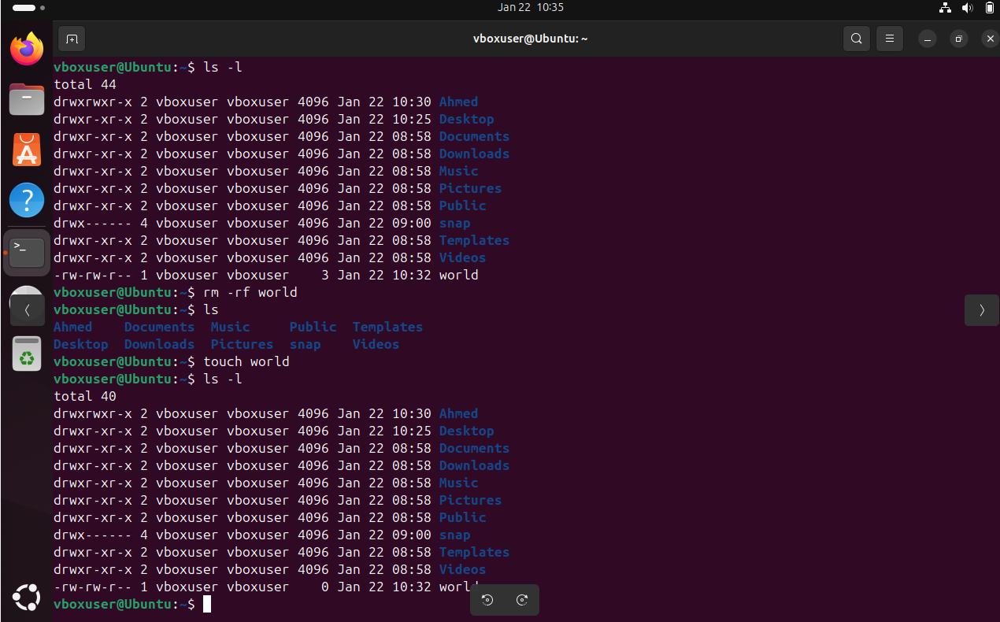 Jan 22 10:35
vboxuser@Ubuntu: ~
vboxuser@Ubuntu:~$ ls -l
total 44
drwxrwxr-x 2 vboxuser vboxuser 4096 Jan 22 10:30 Ahmed
drwxr-xr-x 2 vboxuser vboxuser 4096 Jan 22 10:25 Desktop
drwxr-xr-x 2 vboxuser vboxuser 4096 Jan 22 08:58 Documents
drwxr-xr-x 2 vboxuser vboxuser 4096 Jan 22 08:58 Downloads
drwxr-xr-x 2 vboxuser vboxuser 4096 Jan 22 08:58 Music
drwxr-xr-x 2 vboxuser vboxuser 4096 Jan 22 08:58 Pictures
drwxr-xr-x 2 vboxuser vboxuser 4096 Jan 22 08:58 Public
drwx------ 4 vboxuser vboxuser 4096 Jan 22 09:00 snap
drwxr-xr-x 2 vboxuser vboxuser 4096 Jan 22 08:58 Templates
drwxr-xr-x 2 vboxuser vboxuser 4096 Jan 22 08:58 Videos
-rw-rw-r-- 1 vboxuser vboxuser    3 Jan 22 10:32 world
vboxuser@Ubuntu:~$ rm -rf world
vboxuser@Ubuntu:~$ ls
Ahmed    Documents  Music     Public  Templates
Desktop  Downloads  Pictures  snap    Videos
vboxuser@Ubuntu:~$ touch world
vboxuser@Ubuntu:~$ ls -l
total 40
drwxrwxr-x 2 vboxuser vboxuser 4096 Jan 22 10:30 Ahmed
drwxr-xr-x 2 vboxuser vboxuser 4096 Jan 22 10:25 Desktop
drwxr-xr-x 2 vboxuser vboxuser 4096 Jan 22 08:58 Documents
drwxr-xr-x 2 vboxuser vboxuser 4096 Jan 22 08:58 Downloads
drwxr-xr-x 2 vboxuser vboxuser 4096 Jan 22 08:58 Music
drwxr-xr-x 2 vboxuser vboxuser 4096 Jan 22 08:58 Pictures
drwxr-xr-x 2 vboxuser vboxuser 4096 Jan 22 08:58 Public
drwx------ 4 vboxuser vboxuser 4096 Jan 22 09:00 snap
drwxr-xr-x 2 vboxuser vboxuser 4096 Jan 22 08:58 Templates
drwxr-xr-x 2 vboxuser vboxuser 4096 Jan 22 08:58 Videos
-rw-rw-r-- 1 vboxuser vboxuser    0 Jan 22 10:32 world
vboxuser@Ubuntu:~$